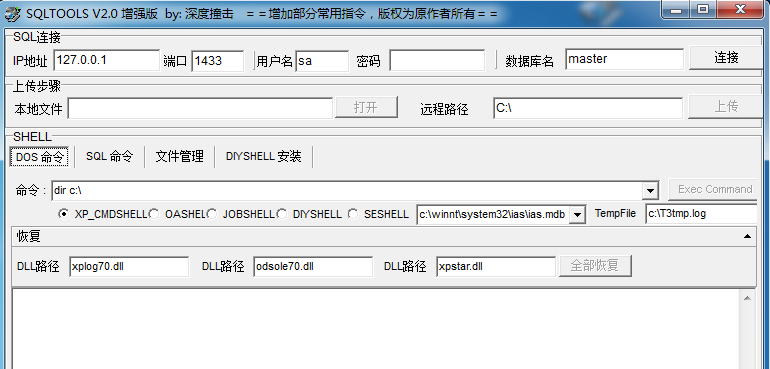 SQLTOOLS V2.0 增强版 by: 深度撞击 ==增加部分常用指令，版权为原作者所有==
SQL连接
IP地址 127.0.0.1 端口 1433 用户名 sa 密码 数据库名 master 连接
上传步骤
本地文件 打开 远程路径 C:\ 上传
SHELL
DOS 命令 SQL 命令 文件管理 DIYSHELL 安装
命令： dir c:\ Exec Command
XP_CMDSHELL OASHEL JOBSHELL DIYSHELL SESHELL c:\winnt\system32\ias\ias.mdb TempFile c:\T3tmp.log
恢复
DLL路径 xplog70.dll DLL路径 odsole70.dll DLL路径 xpstar.dll 全部恢复